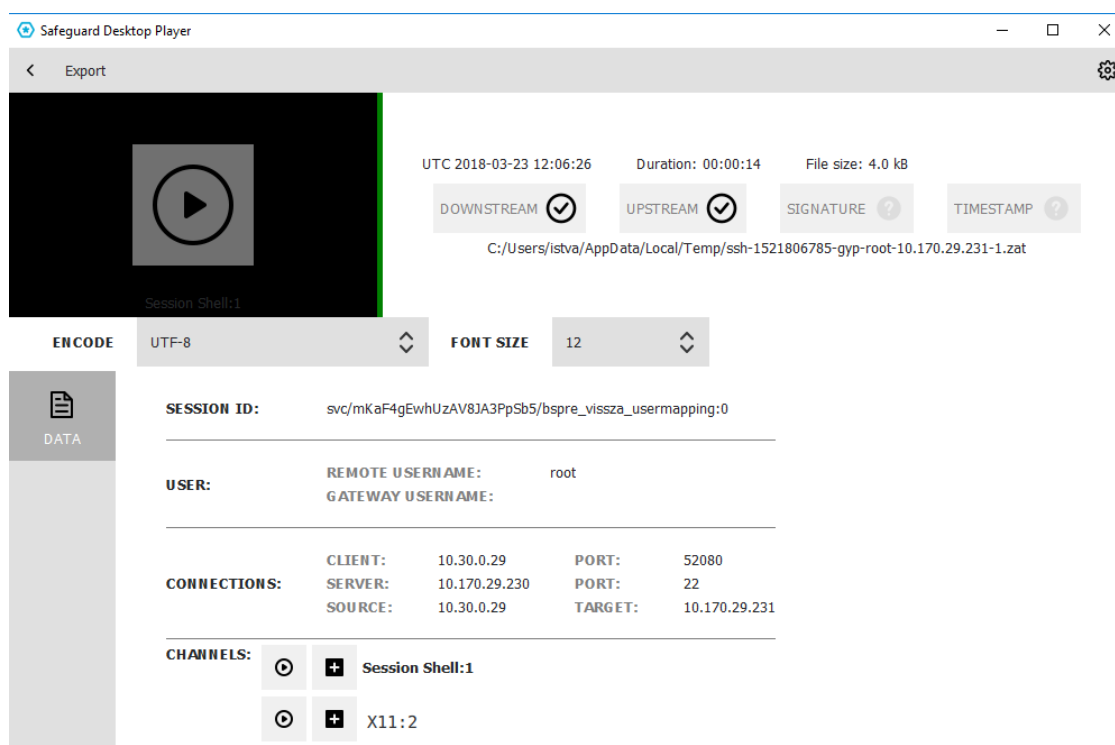 Safeguard Desktop Player
Export
UTC 2018-03-23 12:06:26 Duration: 00:00:14 File size: 4.0 kB
DOWNSTREAM UPSTREAM SIGNATURE ? TIMESTAMP ?
C:/Users/istva/AppData/Local/Temp/ssh-1521806785-gyp-root-10.170.29.231-1.zat
Session Shell:1
ENCODE UTF-8 FONT SIZE 12
DATA
SESSION ID: svc/mKaF4gEwhUzAV8JA3PpSb5/bspre_vissza_usermapping:0
USER:
REMOTE USERNAME: root
GATEWAY USERNAME:
CONNECTIONS:
CLIENT: 10.30.0.29 PORT: 52080
SERVER: 10.170.29.230 PORT: 22
SOURCE: 10.30.0.29 TARGET: 10.170.29.231
CHANNELS:
Session Shell:1
X11:2